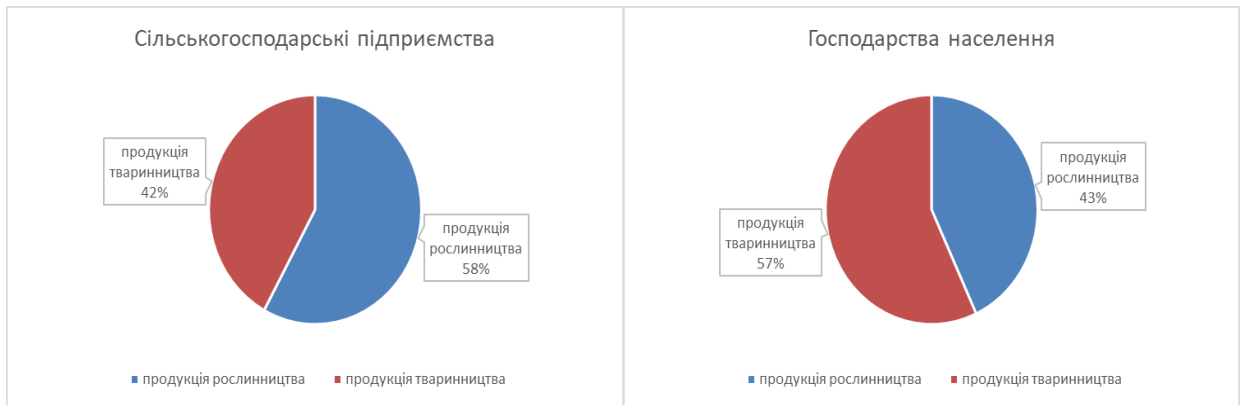 Сільськогосподарські підприємства
продукція
тваринництва
42%
продукція
рослинництва
58%
продукція рослинництва
продукція тваринництва
Господарства населення
продукція
рослинництва
43%
продукція
тваринництва
57%
продукція рослинництва
продукція тваринництва